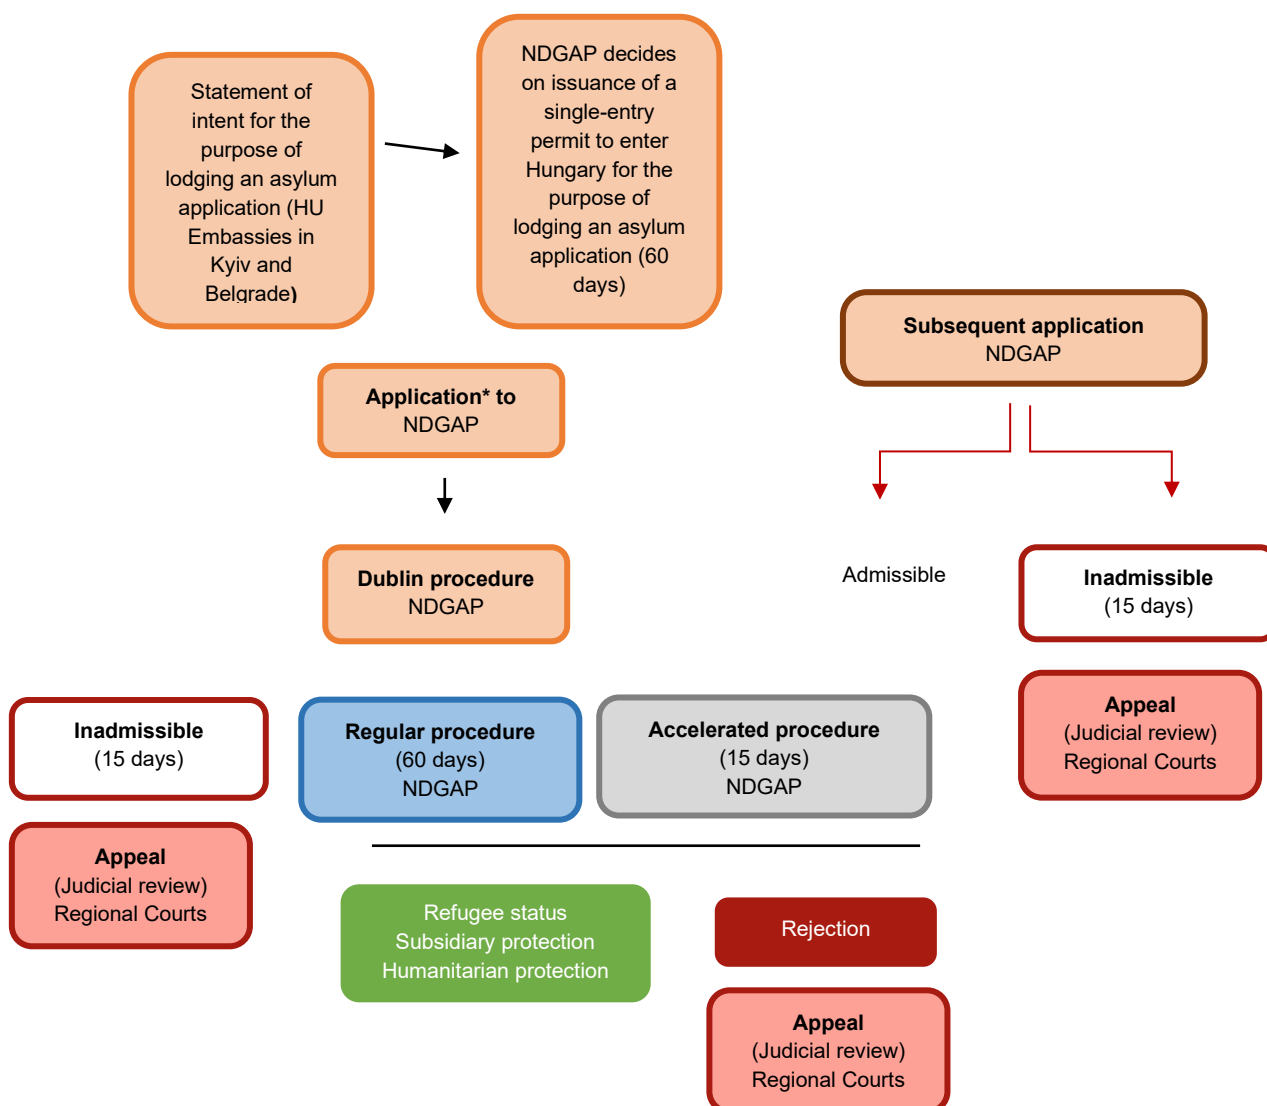 Statement of
intent for the
purpose of
lodging an asylum
application (HU
Embassies in
Kyiv and
Belgrade)
NDGAP decides
on issuance of a
single-entry
permit to enter
Hungary for the
purpose of
lodging an asylum
application (60
days)
Subsequent application
NDGAP
Application* to
NDGAP
Dublin procedure
NDGAP
Admissible
Inadmissible
(15 days)
Appeal
(Judicial review)
Regional Courts
Inadmissible
(15 days)
Regular procedure
(60 days)
NDGAP
Accelerated procedure
(15 days)
NDGAP
Appeal
(Judicial review)
Regional Courts
Refugee status
Subsidiary protection
Humanitarian protection
Rejection
Appeal
(Judicial review)
Regional Courts